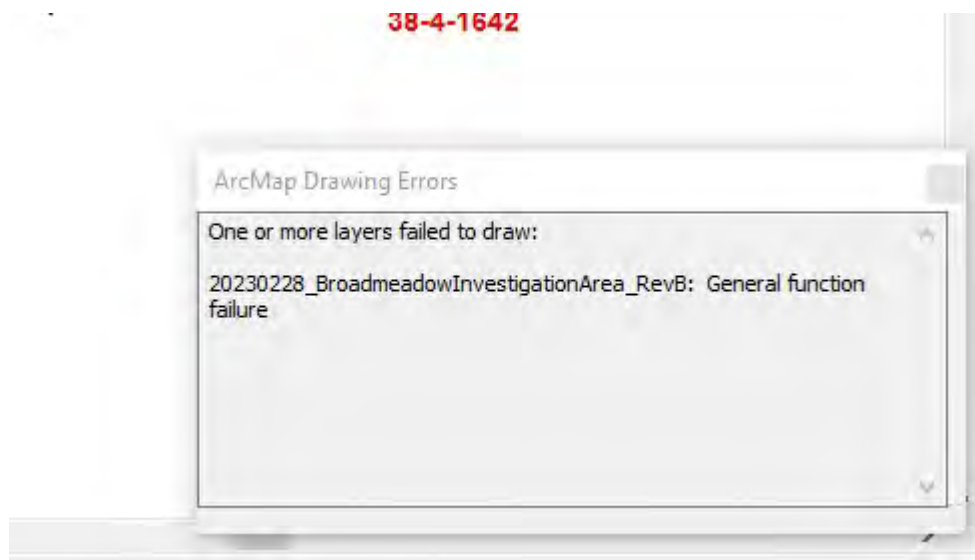 38-4-1642
ArcMap Drawing Errors
One or more layers failed to draw:
20230228_BroadmeadowInvestigationArea_RevB: General function
failure